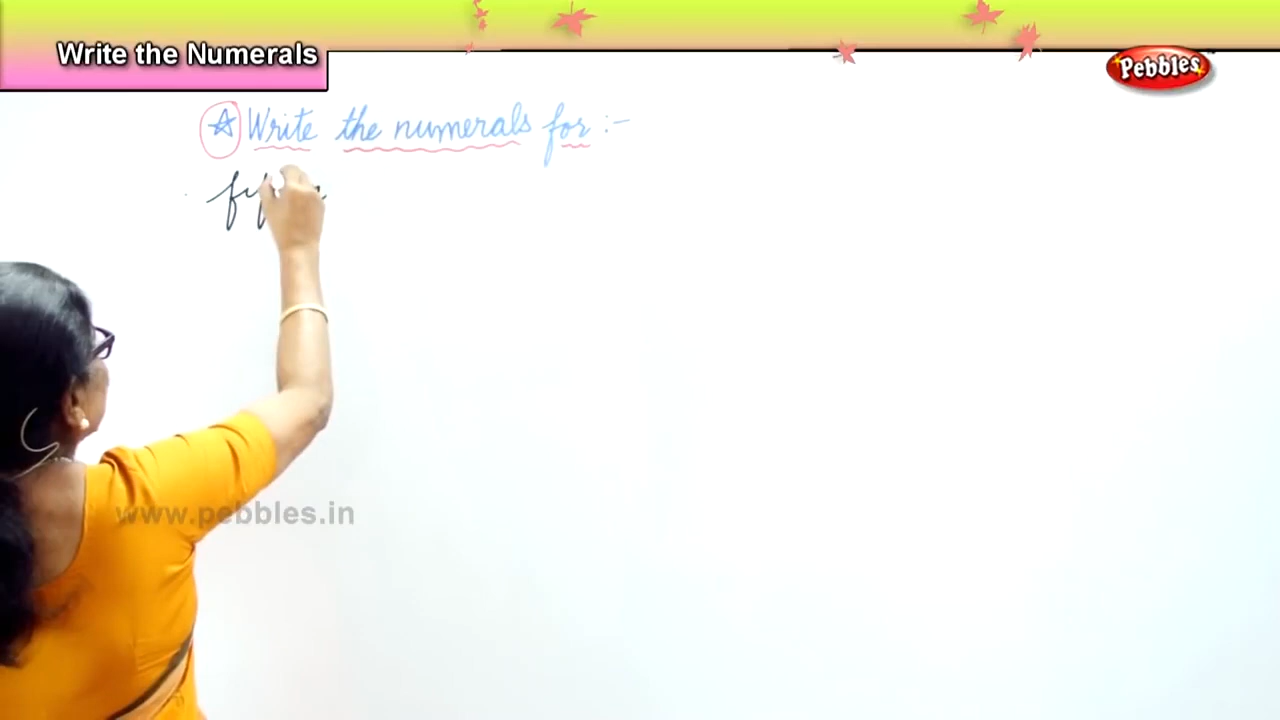 Write the Numerals
Pebbles
☆ Write the numerals for :-
www.pebbles.in